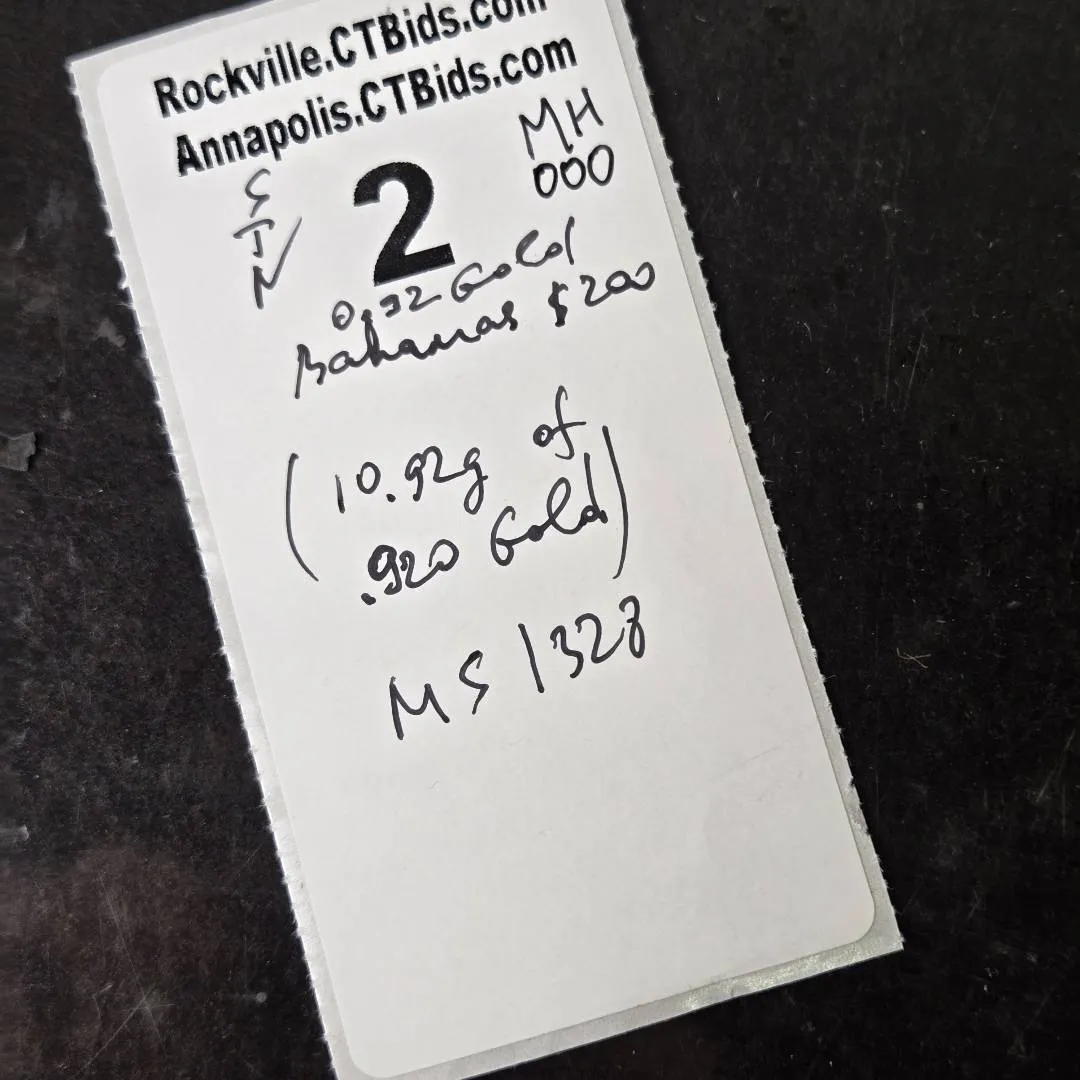 Rockville.CTBids.com
Annapolis.CTBids.com
MH
000
S
J
N
2
0.92 Gold
Bahamas $200
(10.92g of
.920 Gold)
MS 1328